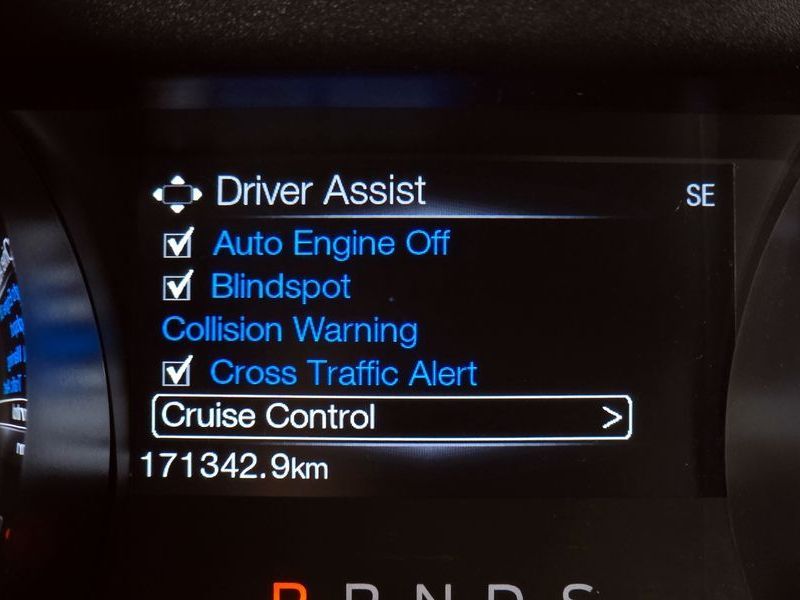 Driver Assist SE
Auto Engine Off
Blindspot
Collision Warning
Cross Traffic Alert
Cruise Control >
171342.9km
P R N D S